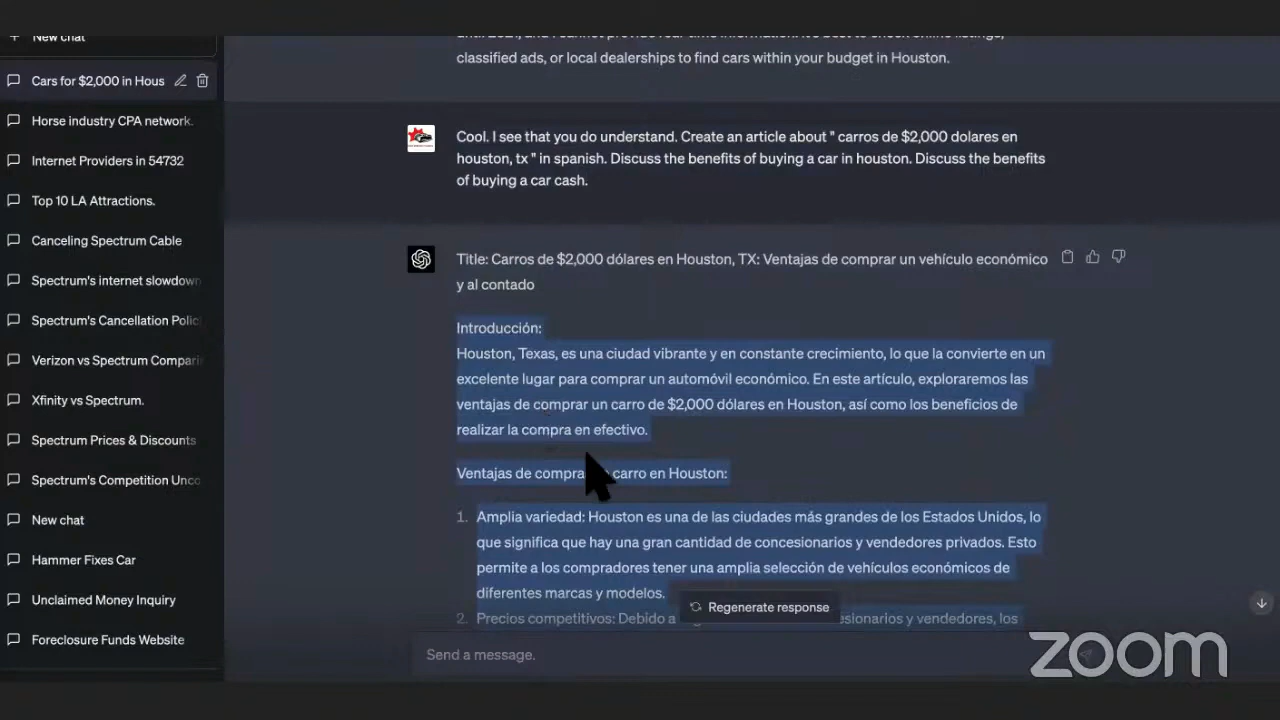 New chat
Cars for $2,000 in Hous
Horse industry CPA network.
Internet Providers in 54732
Top 10 LA Attractions.
Canceling Spectrum Cable
Spectrum's internet slowdown
Spectrum's Cancellation Polic
Verizon vs Spectrum Compari
Xfinity vs Spectrum.
Spectrum Prices & Discounts
Spectrum's Competition Unco
New chat
Hammer Fixes Car
Unclaimed Money Inquiry
Foreclosure Funds Website
classified ads, or local dealerships to find cars within your budget in Houston.
Cool. I see that you do understand. Create an article about " carros de $2,000 dolares en
houston, tx " in spanish. Discuss the benefits of buying a car in houston. Discuss the benefits
of buying a car cash.
Title: Carros de $2,000 dólares en Houston, TX: Ventajas de comprar un vehículo económico
y al contado
Introducción:
Houston, Texas, es una ciudad vibrante y en constante crecimiento, lo que la convierte en un
excelente lugar para comprar un automóvil económico. En este artículo, exploraremos las
ventajas de comprar un carro de $2,000 dólares en Houston, así como los beneficios de
realizar la compra en efectivo.
Ventajas de compra carro en Houston:
1. Amplia variedad: Houston es una de las ciudades más grandes de los Estados Unidos, lo
que significa que hay una gran cantidad de concesionarios y vendedores privados. Esto
permite a los compradores tener una amplia selección de vehículos económicos de
diferentes marcas y modelos.
2. Precios competitivos: Debido a esionarios y vendedores, los
Regenerate response
Send a message.
zoom